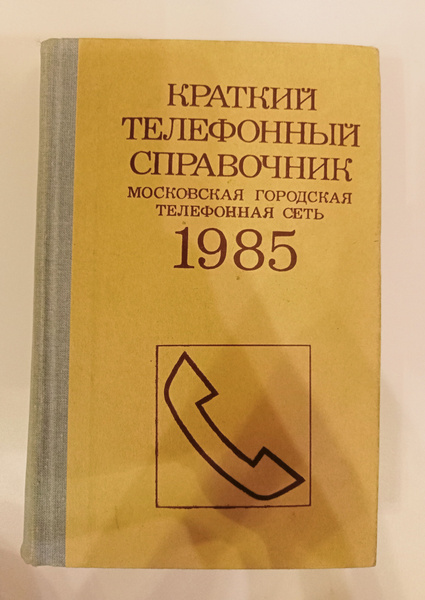 КРАТКИЙ
ТЕЛЕФОННЫЙ
СПРАВОЧНИК
МОСКОВСКАЯ ГОРОДСКАЯ
ТЕЛЕФОННАЯ СЕТЬ
1985